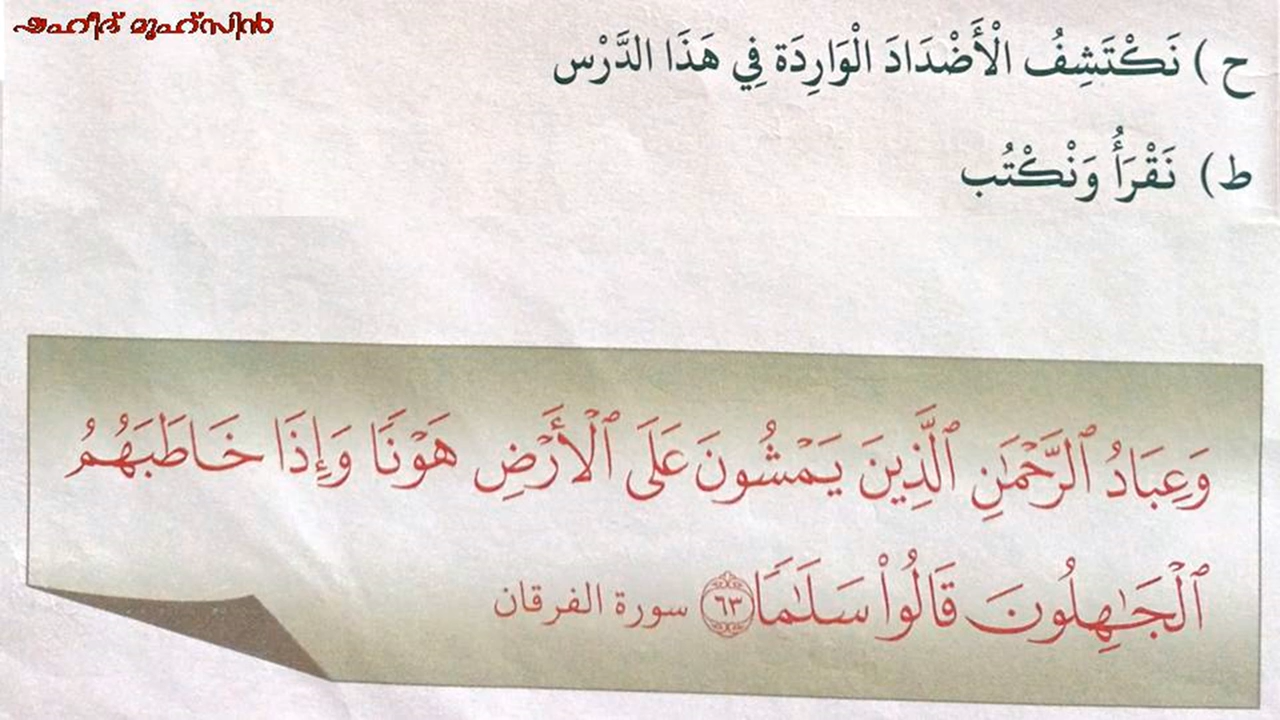 ശഹീദ് മുഹ്സിൻ
ح ) نَكْتَشِفُ الْأَضْدَادَ الْوَارِدَة فِي هَذَا الدَّرْس
ط) نَقْرَأُ وَنْكْتُب
وَعِبَادُ ٱلرَّحْمَٰنِ ٱلَّذِينَ يَمْشُونَ عَلَى ٱلْأَرْضِ هَوْنًا وَإِذَا خَاطَبَهُمُ
ٱلْجَٰهِلُونَ قَالُوا۟ سَلَٰمًا ٦٣ سورة الفرقان